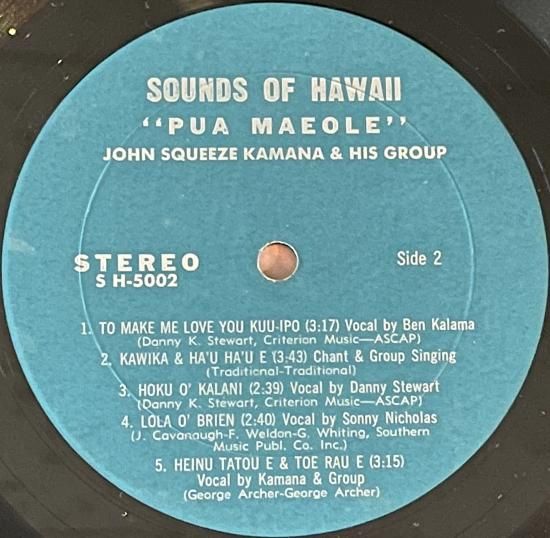 SOUNDS OF HAWAII
“PUA MAEOLE”
JOHN SQUEEZE KAMANA & HIS GROUP
STEREO
S H-5002
Side 2
1. TO MAKE ME LOVE YOU KUU-IPO (3:17) Vocal by Ben Kalama
(Danny K. Stewart, Criterion Music—ASCAP)
2. KAWIKA & HA'U HA'U E (3:43) Chant & Group Singing
(Traditional-Traditional)
3. HOKU O' KALANI (2:39) Vocal by Danny Stewart
(Danny K. Stewart, Criterion Music—ASCAP)
4. LOLA O' BRIEN (2:40) Vocal by Sonny Nicholas
(J. Cavanaugh-F. Weldon-G. Whiting, Southern
Music Publ. Co. Inc.)
5. HEINU TATOU E & TOE RAU E (3:15)
Vocal by Kamana & Group
(George Archer-George Archer)